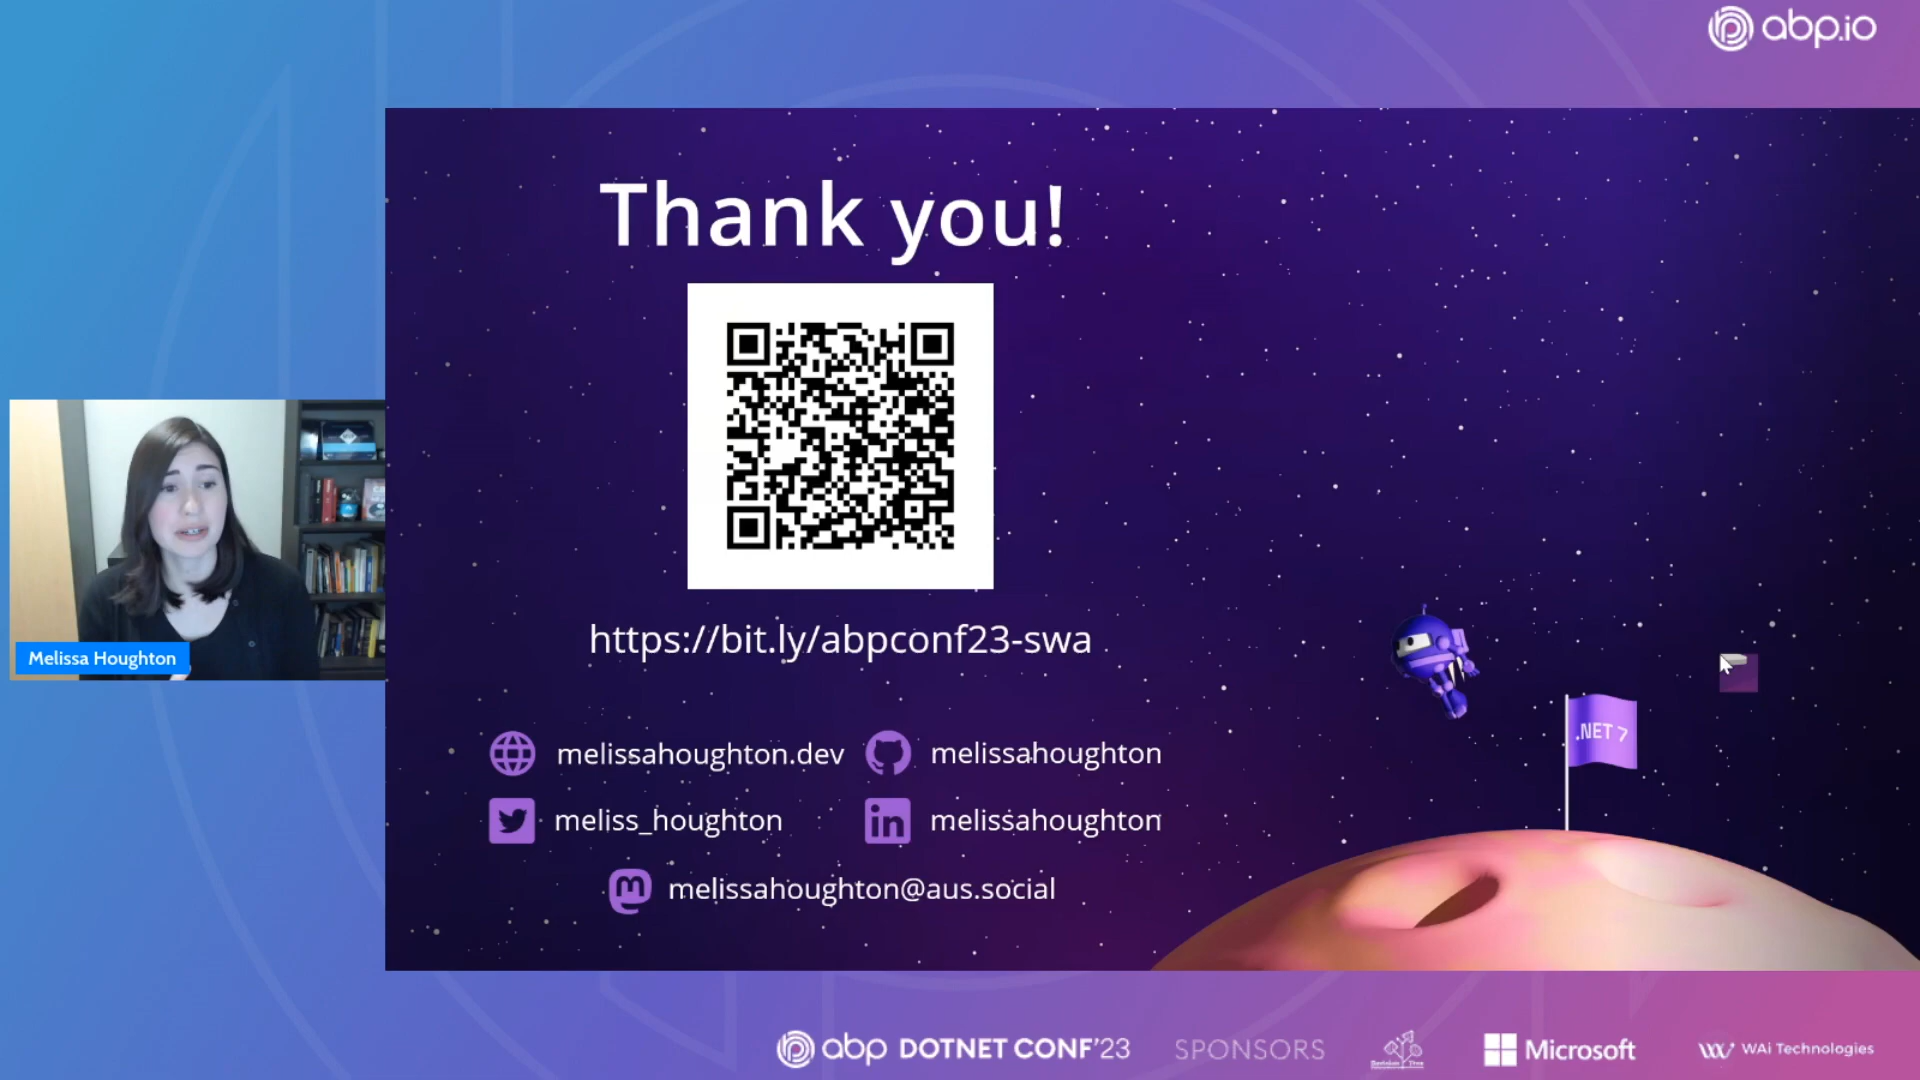 abp.io
Thank you!
https://bit.ly/abpconf23-swa
melissahoughton.dev
melissahoughton
meliss_houghton
melissahoughton
melissahoughton@aus.social
.NET 7
Melissa Houghton
abp DOTNET CONF'23
SPONSORS
Microsoft
WAi Technologies